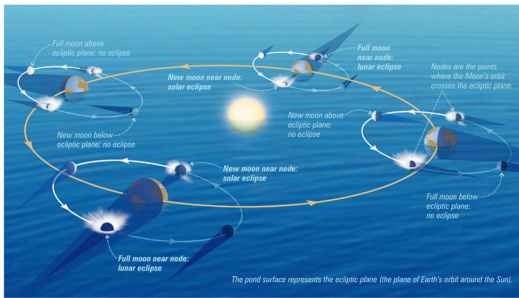 Full moon above
ecliptic plane: no eclipse
Full moon
near node:
lunar eclipse
Nodes are the points
where the Moon's orbit
crosses the ecliptic plane
New moon near node:
solar eclipse
New moon above
ecliptic plane:
no eclipse
New moon below
ecliptic plane: no eclipse
New moon near node:
solar eclipse
Full moon below
ecliptic plane:
no eclipse
Full moon near node:
lunar eclipse
The pond surface represents the ecliptic plane (the plane of Earth's orbit around the Sun).